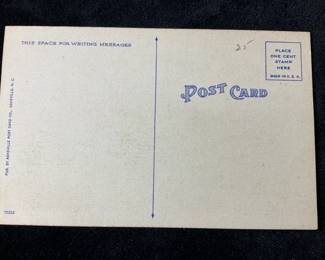 THIS SPACE FOR WRITING MESSAGES
25
PLACE
ONE CENT
STAMP
HERE
MADE IN U. S. A.
POST CARD
PUB. BY ASHEVILLE POST CARD CO., ASHEVILLE, N. C.